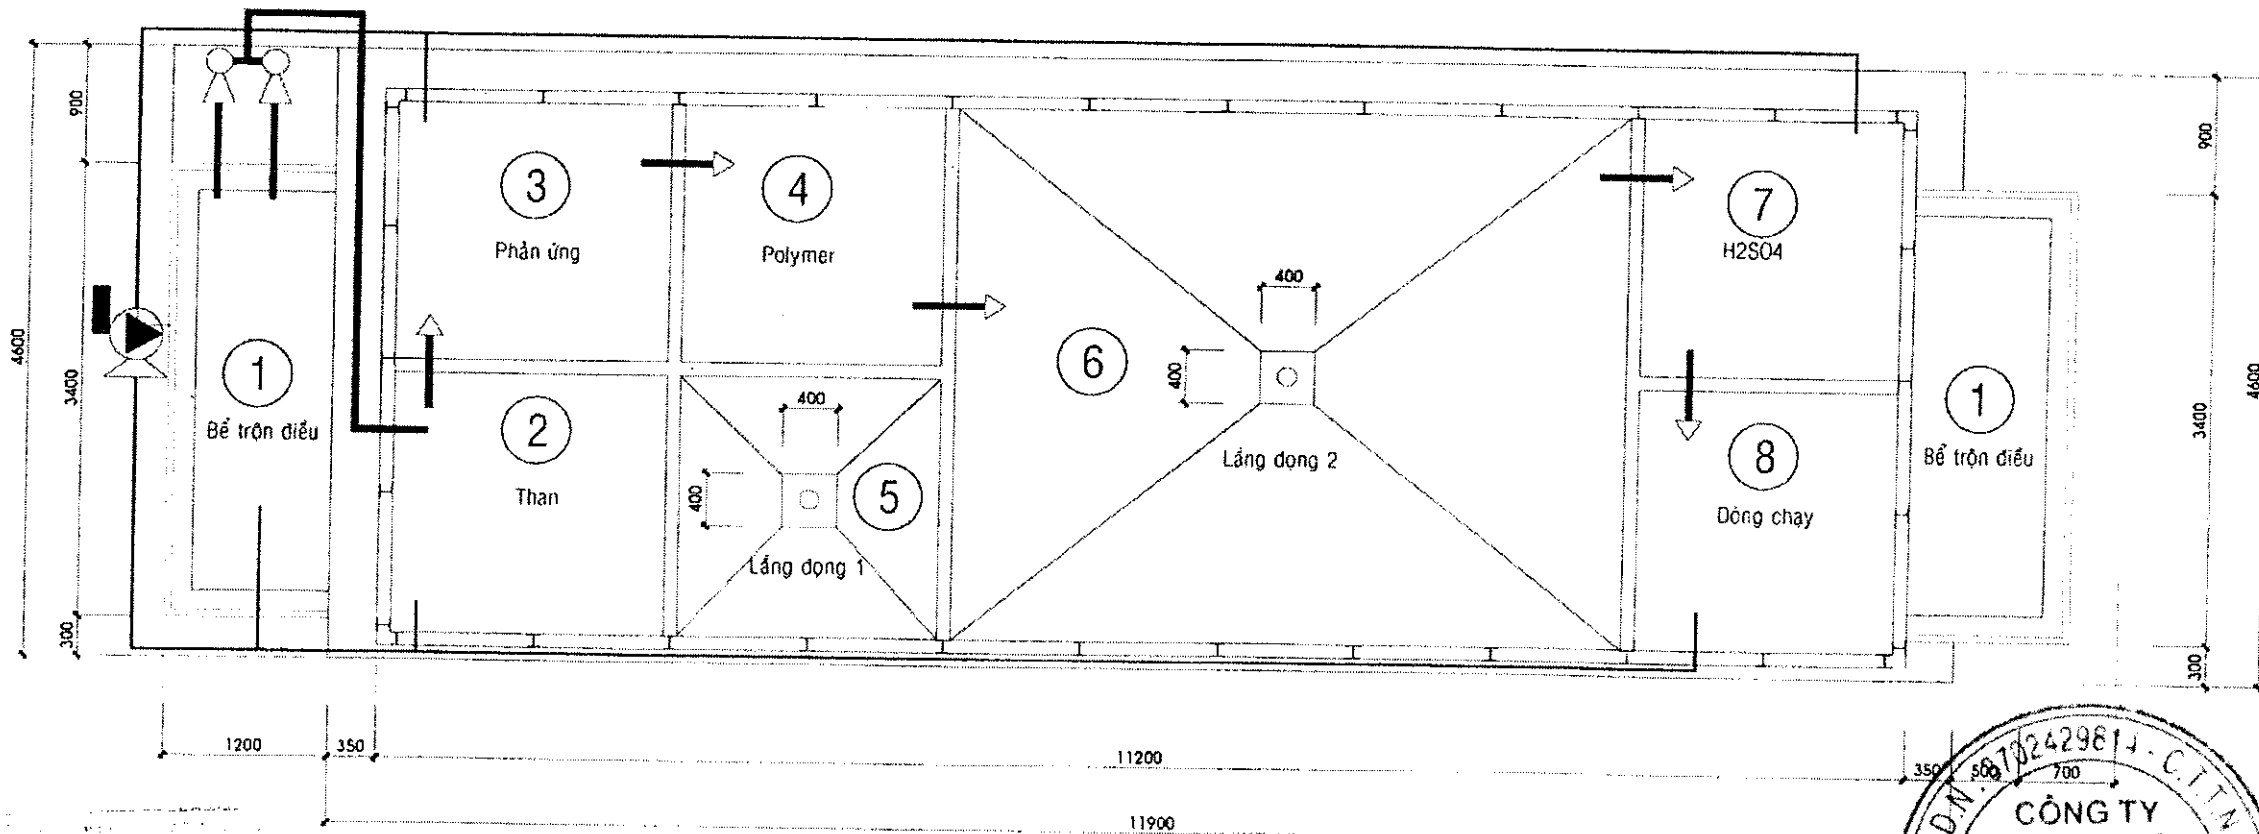 900
4600
3400
300
1
Bể trộn điều
3
Phản ứng
4
Polymer
2
Than
400
400
5
Lắng đọng 1
6
400
400
Lắng đọng 2
7
H2SO4
8
Dòng chạy
1
Bể trộn điều
900
3400
4600
300
1200
350
11200
350
500
700
11900
CÔNG TY